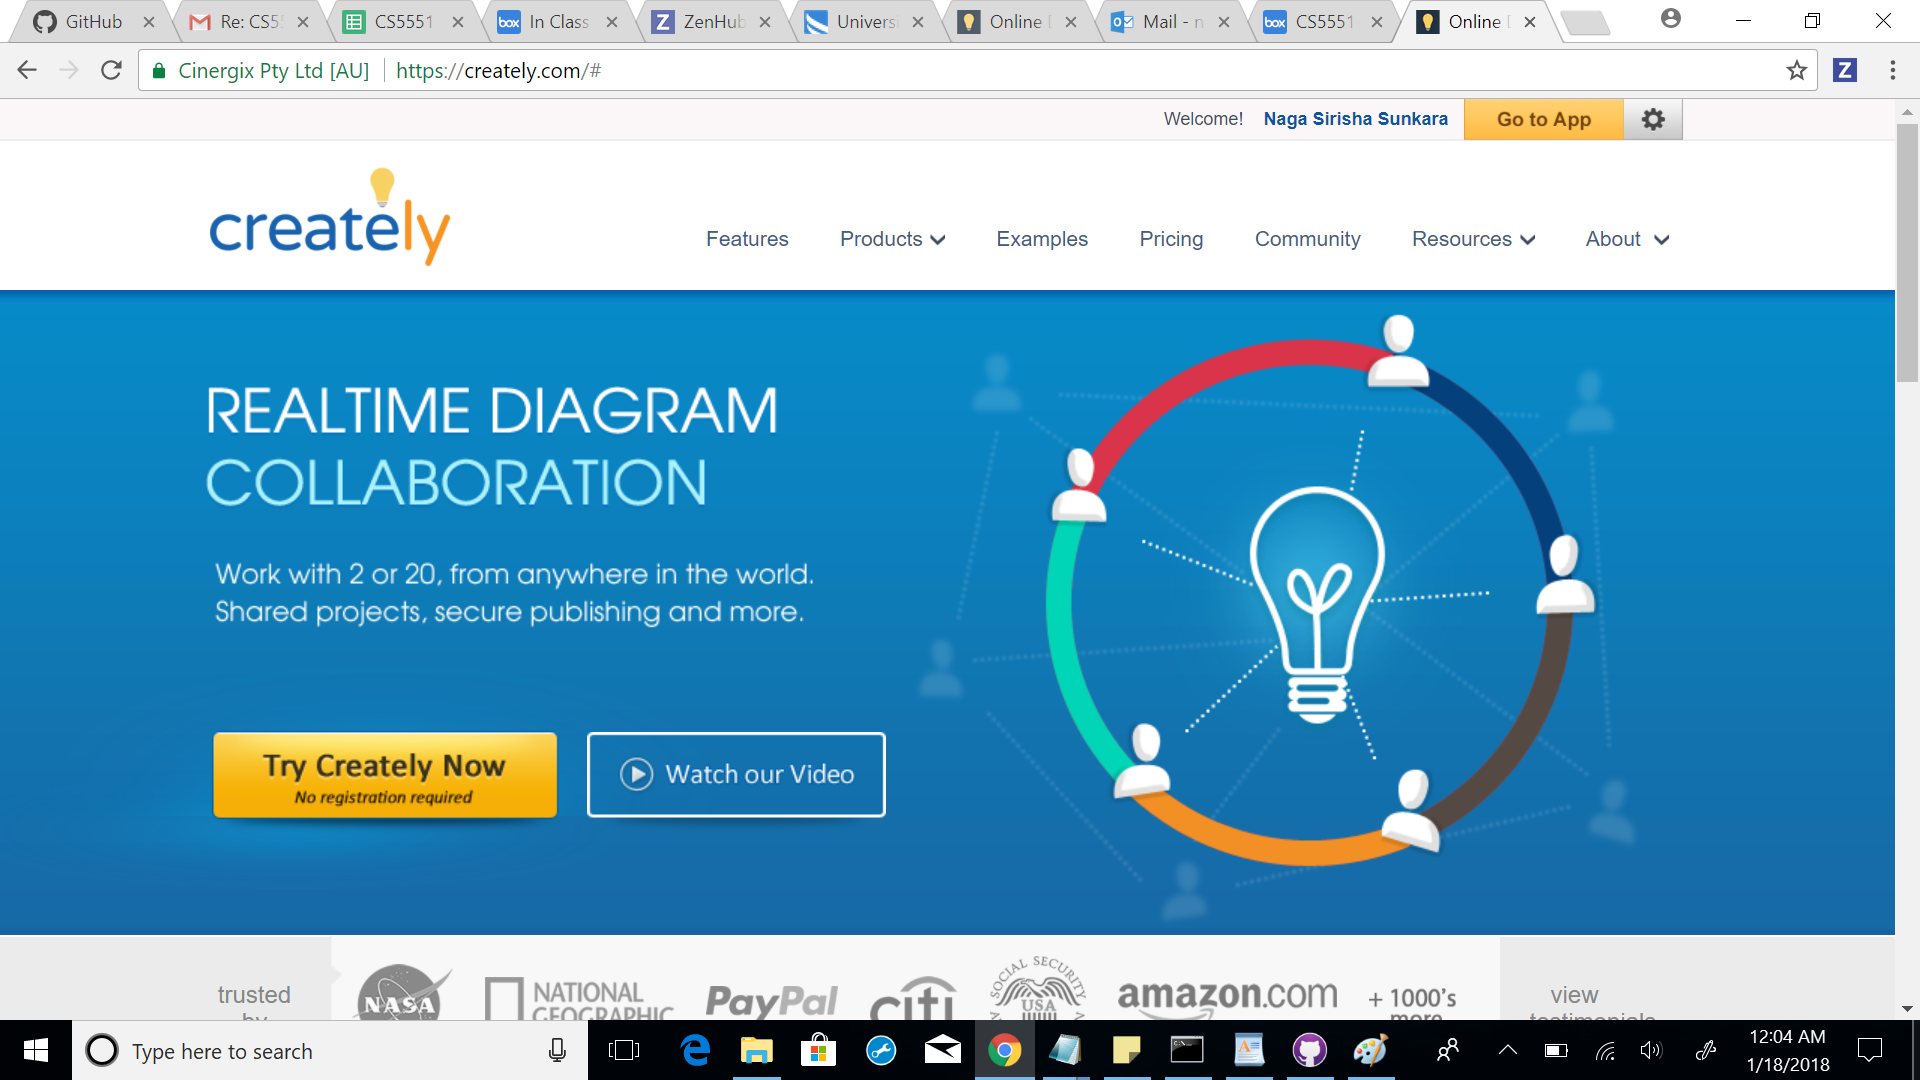 GitHub
Re: CS5
CS5551
box In Class
Z ZenHub
Univers
Online
Mail - n
box CS5551
Online
Cinergix Pty Ltd [AU] https://creately.com/#
Z
Welcome! Naga Sirisha Sunkara Go to App
creately
Features Products Examples Pricing Community Resources About
REALTIME DIAGRAM
COLLABORATION
Work with 2 or 20, from anywhere in the world.
Shared projects, secure publishing and more.
Try Creately Now
No registration required
Watch our Video
trusted
by
NASA
NATIONAL
GEOGRAPHIC
PayPal
citi
SOCIAL SECURITY
USA
amazon.com
+ 1000's
more
view
testimonials
Type here to search
12:04 AM
1/18/2018